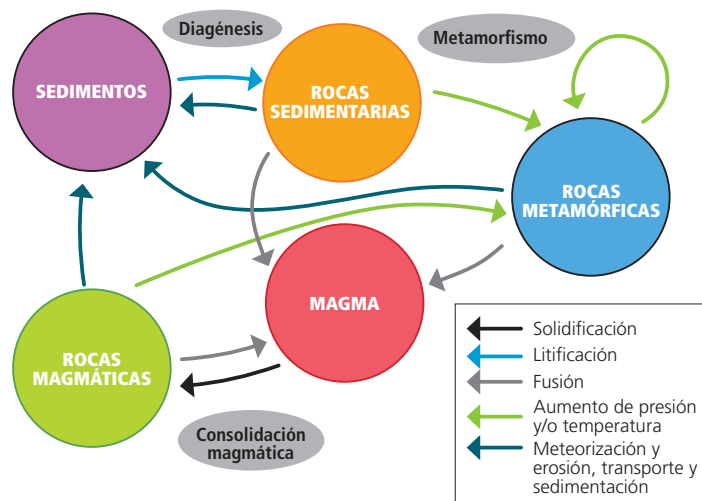 Diagénesis
Metamorfismo
SEDIMENTOS
ROCAS
SEDIMENTARIAS
ROCAS
METAMÓRFICAS
MAGMA
ROCAS
MAGMÁTICAS
Consolidación
magmática
Solidificación
Litificación
Fusión
Aumento de presión
y/o temperatura
Meteorización y
erosión, transporte y
sedimentación